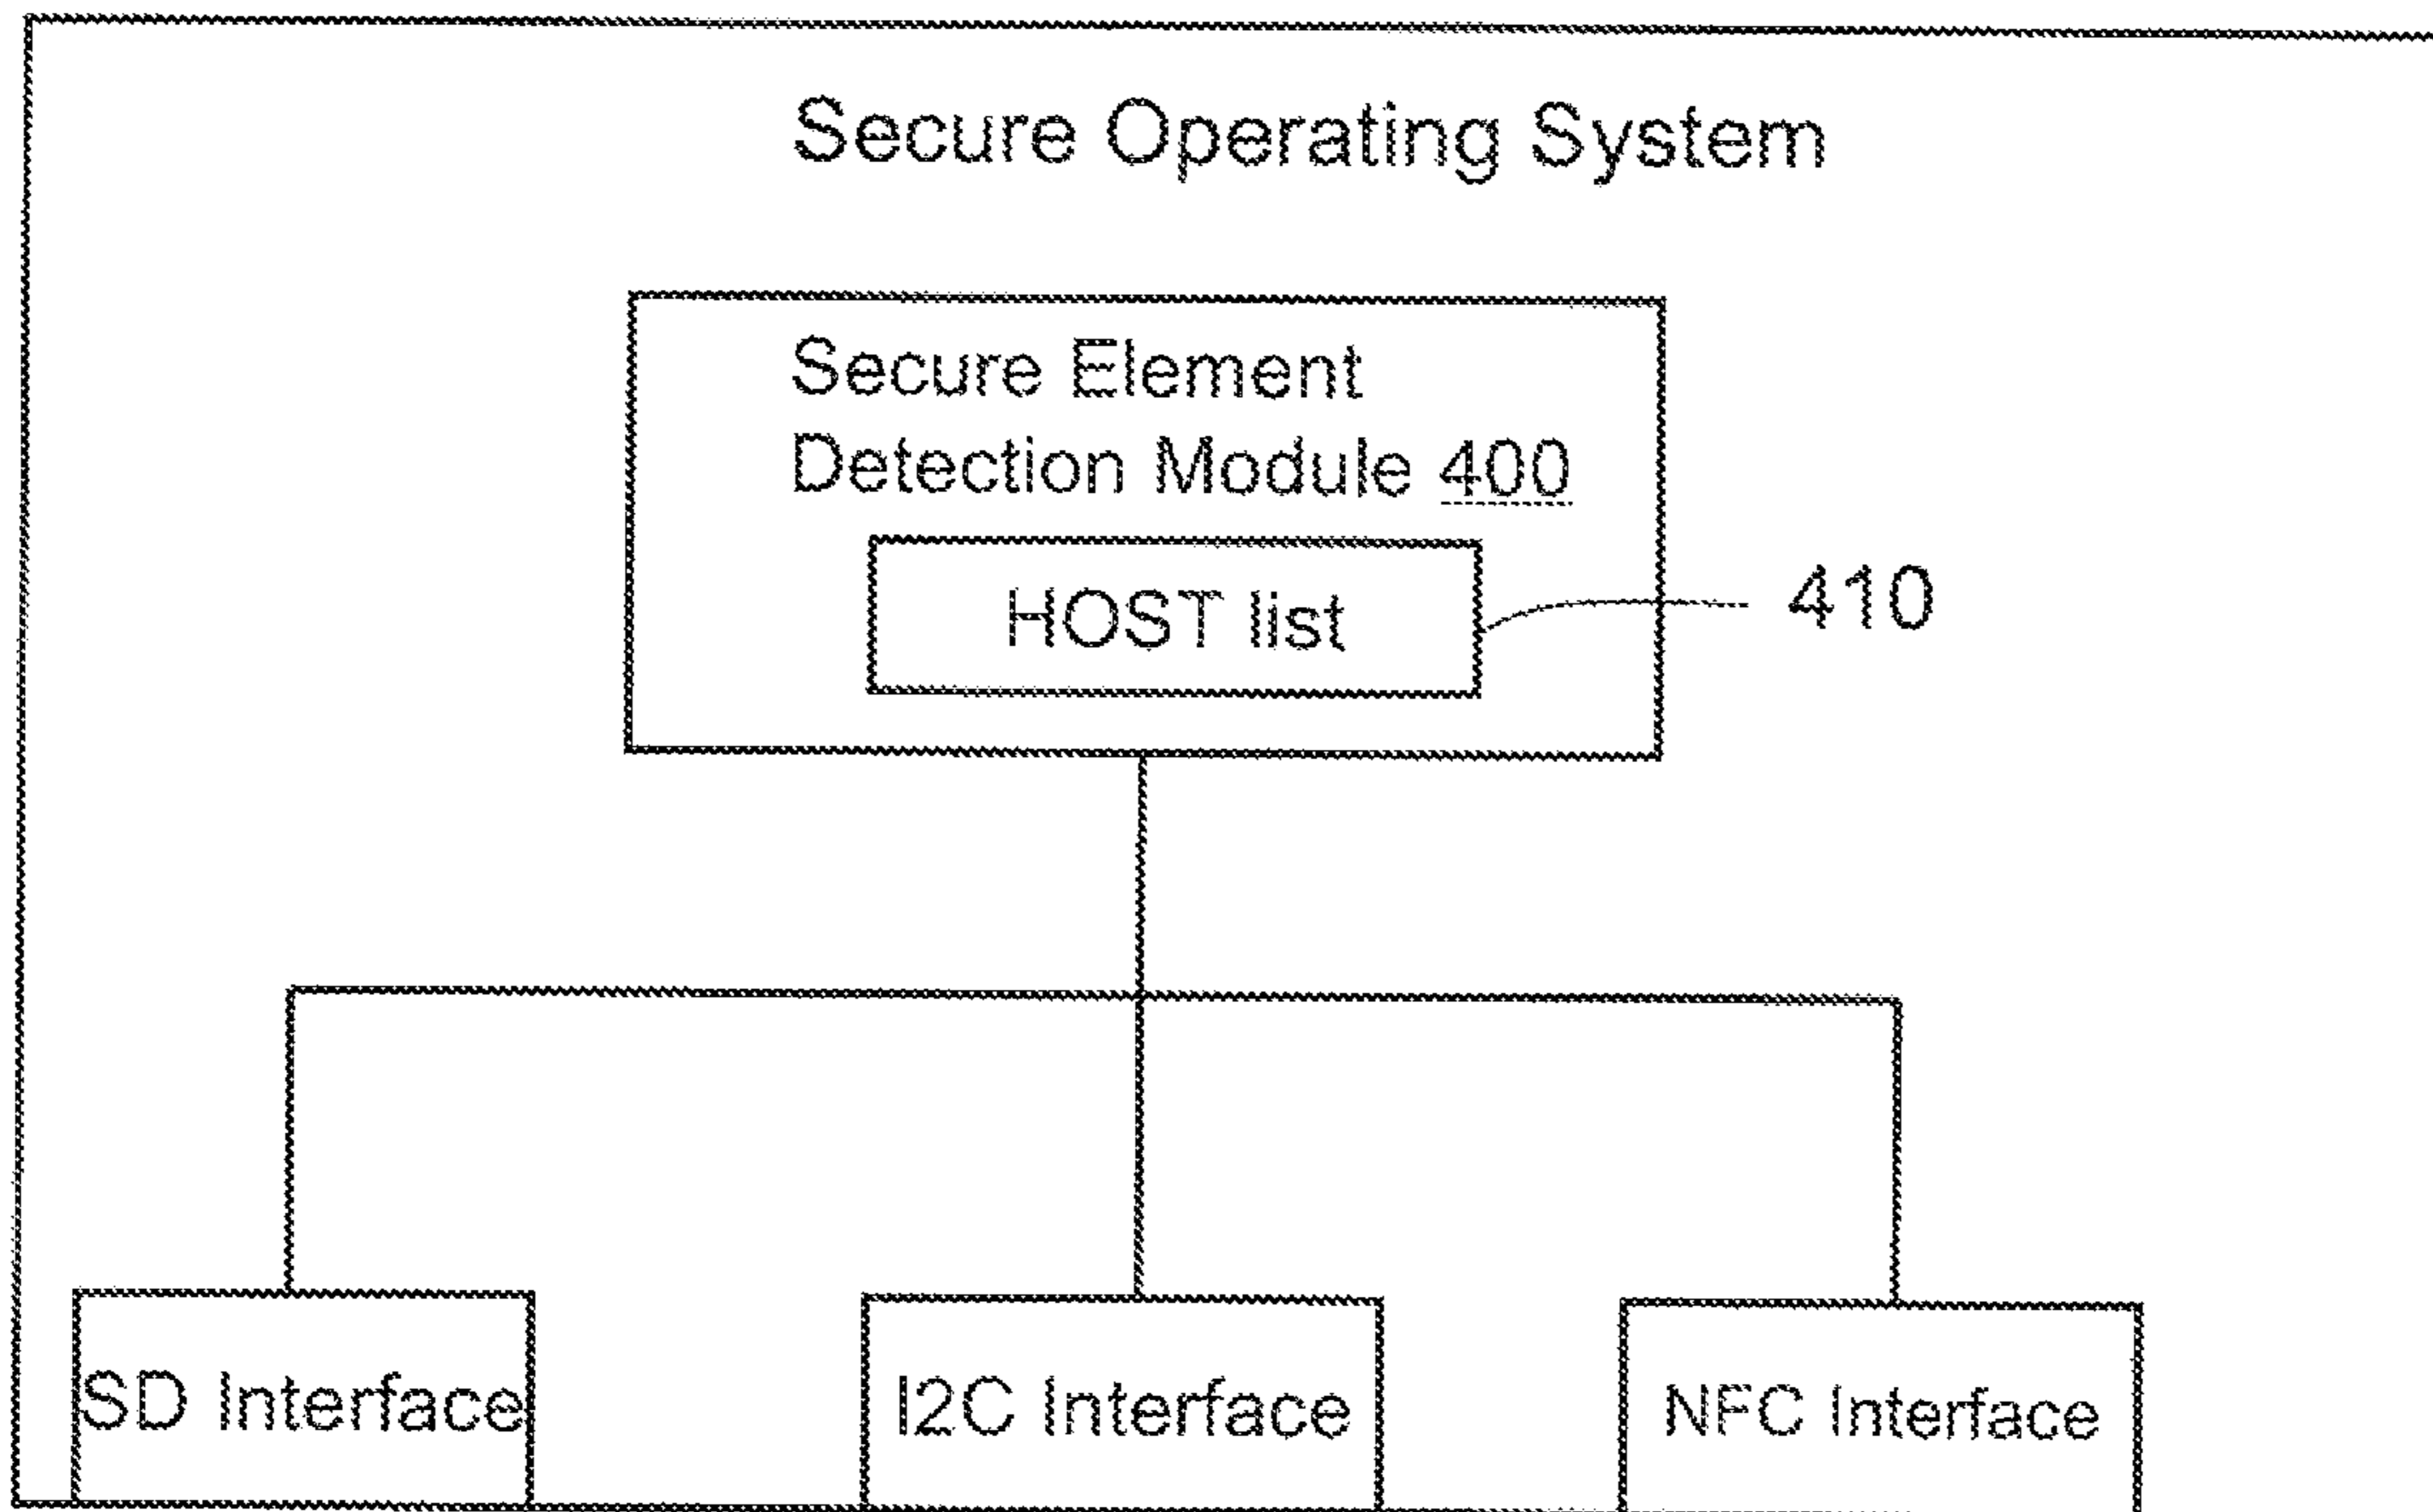 Secure Operating System
Secure Element
Detection Module 400
HOST list
410
SD Interface
I2C Interface
NFC Interface